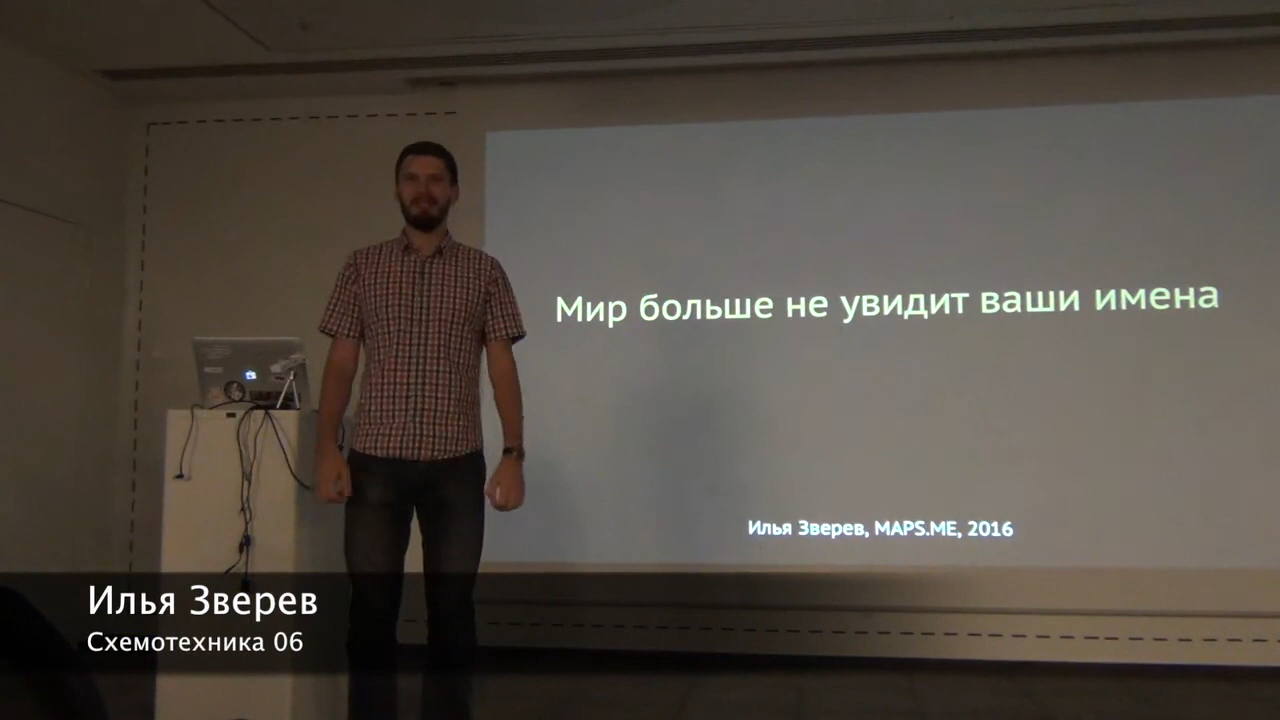 Мир больше не увидит ваши имена
Илья Зверев, MAPS.ME, 2016
Илья Зверев
Схемотехника 06